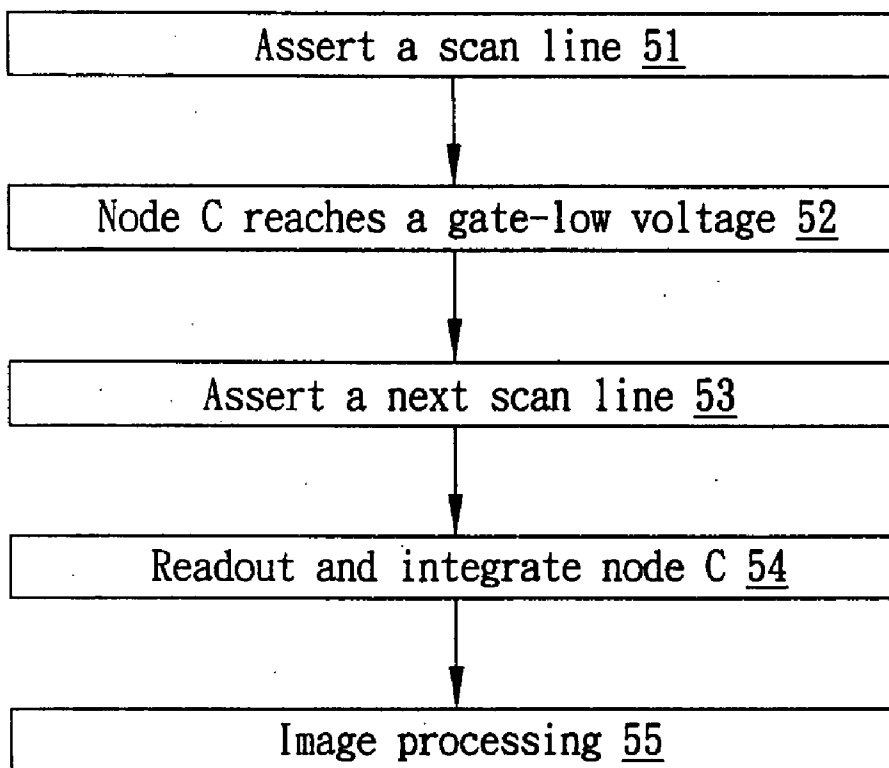 Assert a scan line 51
Node C reaches a gate-low voltage 52
Assert a next scan line 53
Readout and integrate node C 54
Image processing 55